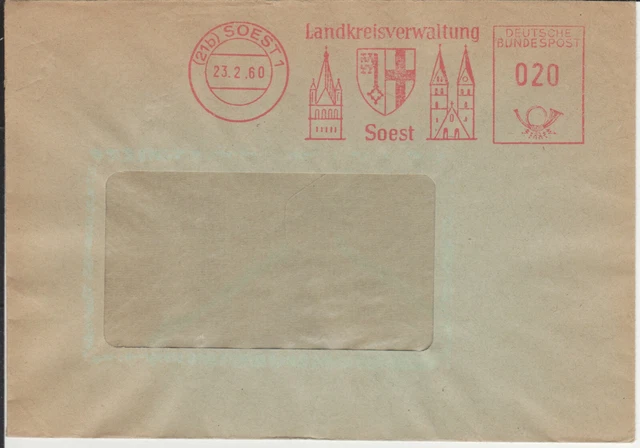 (21b) SOEST 1
23.2.60
Landkreisverwaltung
Soest
DEUTSCHE
BUNDESPOST
020